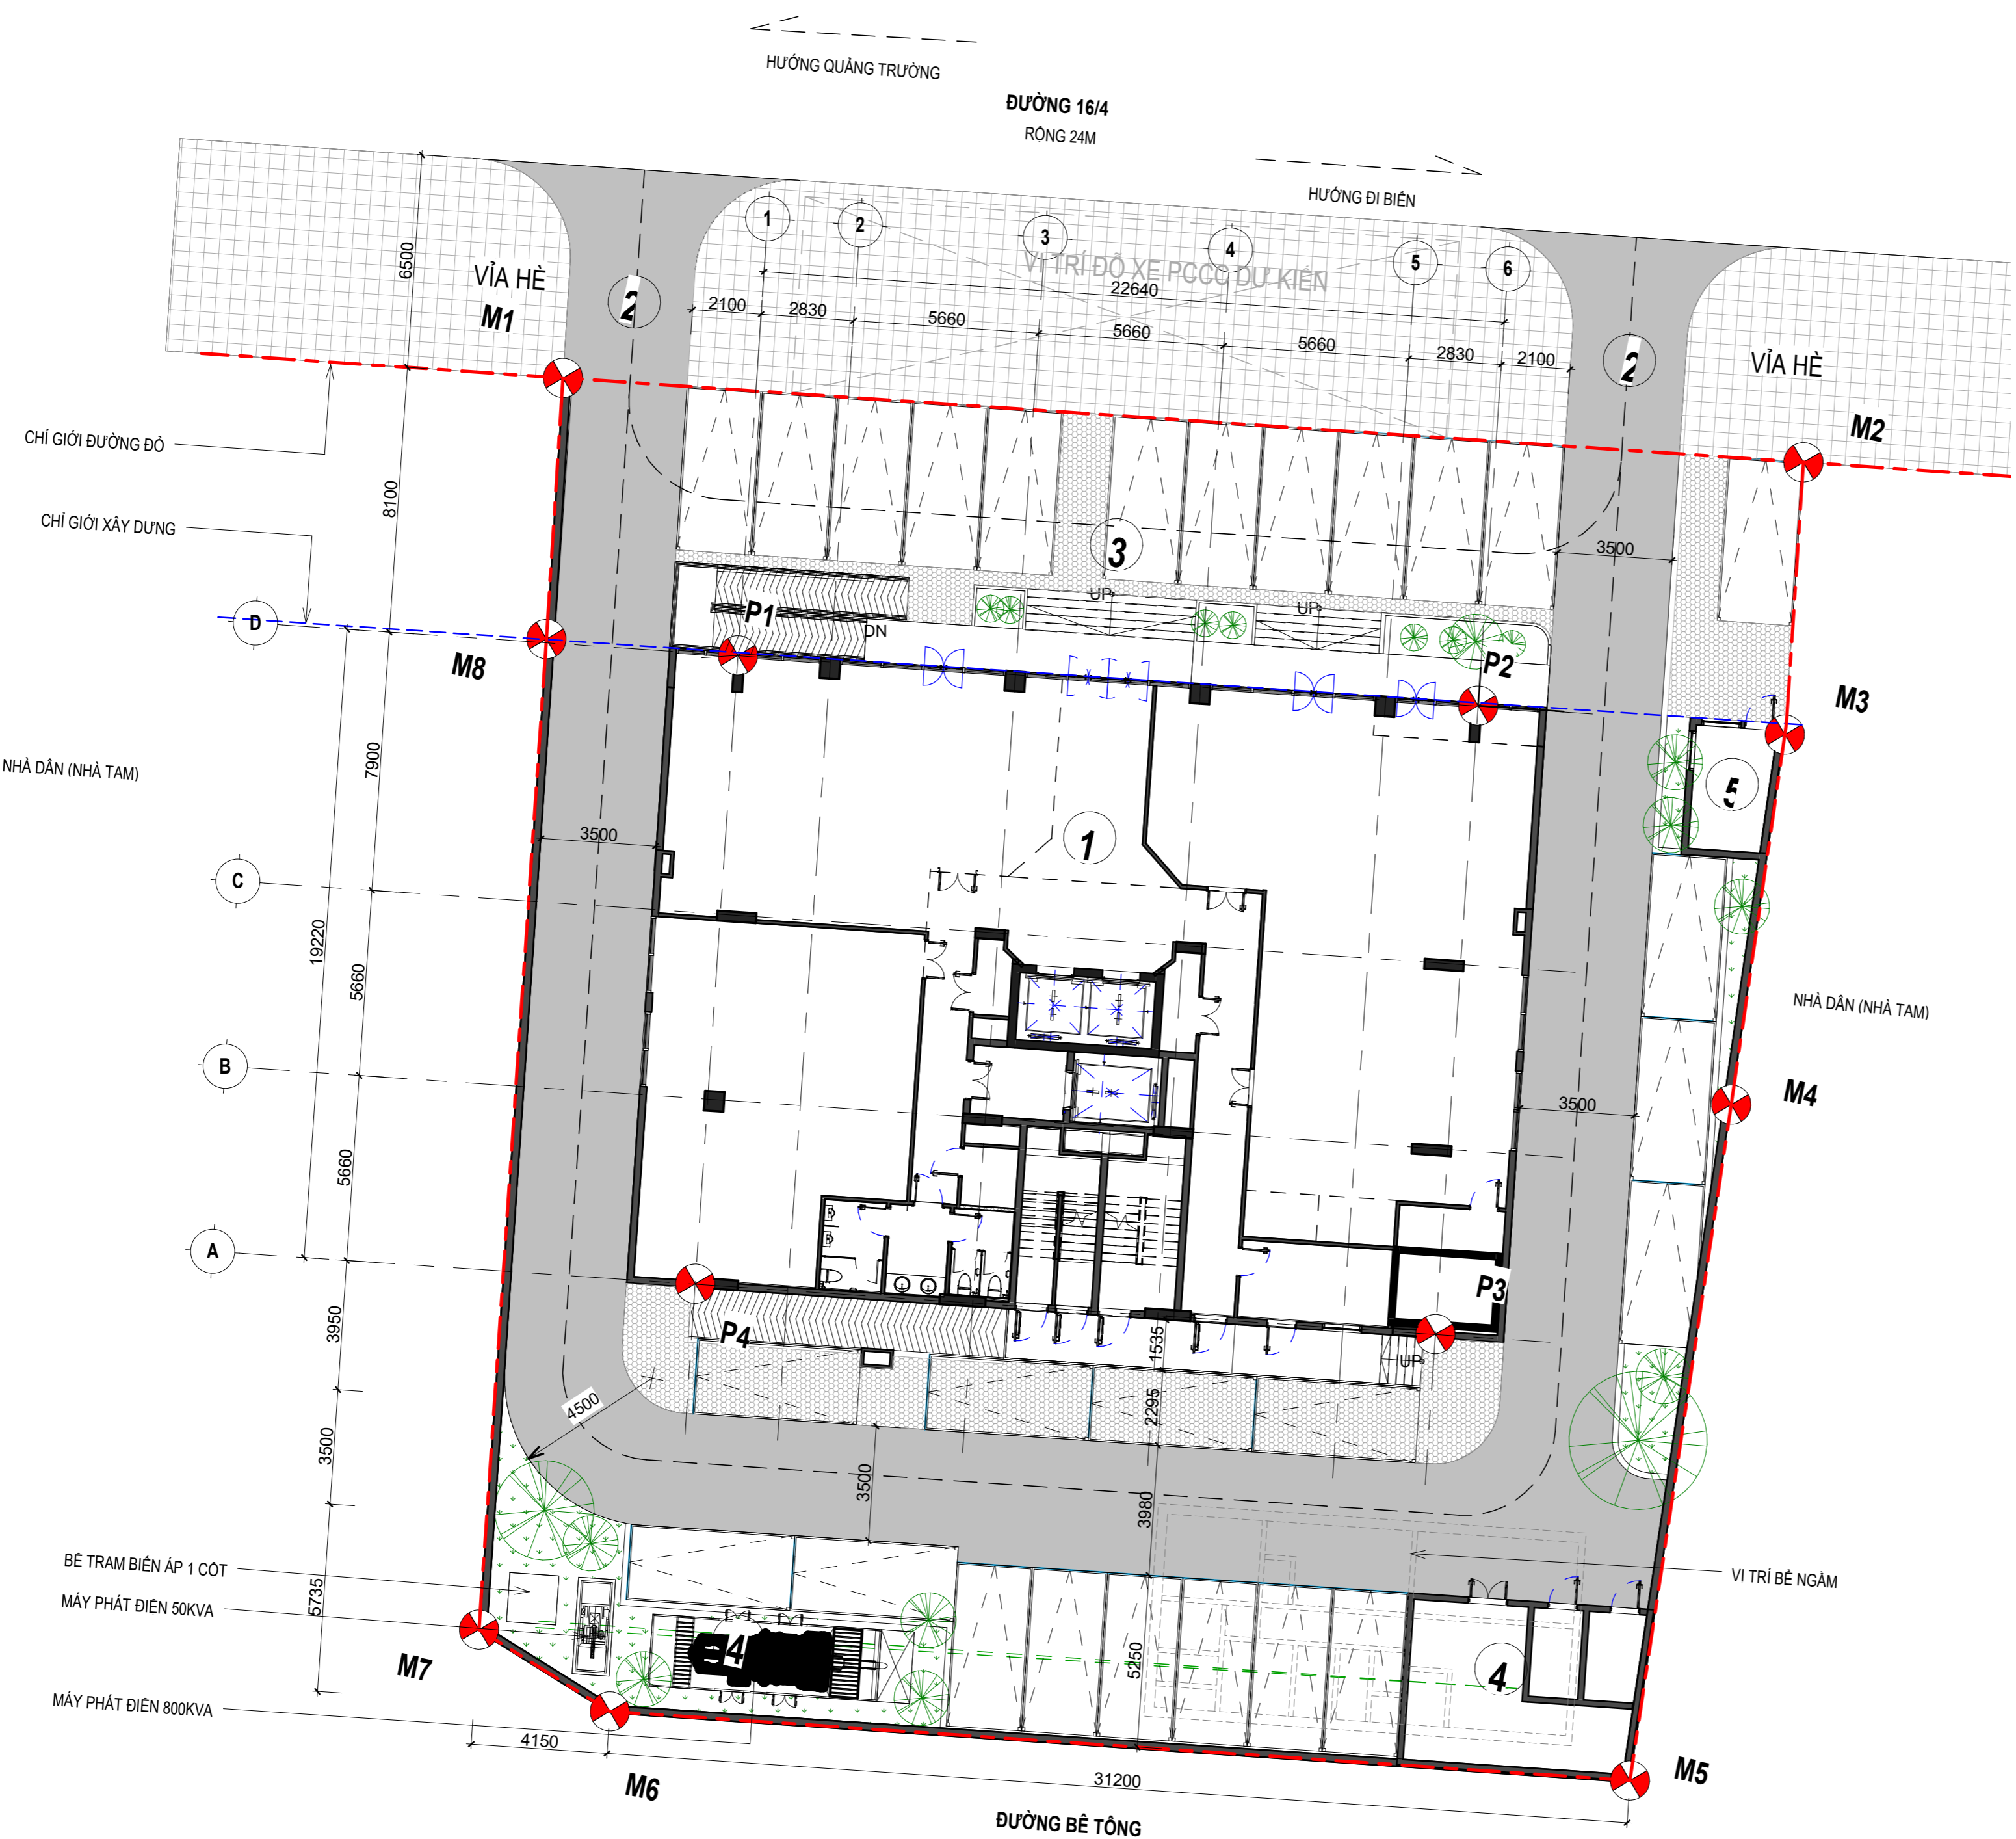 HƯỚNG QUẢNG TRƯỜNG
ĐƯỜNG 16/4
RỘNG 24M
HƯỚNG ĐI BIỂN
1
2
3
4
5
6
VỊ TRÍ ĐỖ XE PCCC DỰ KIẾN
22640
2100
2830
5660
5660
5660
2830
2100
6500
VỈA HÈ
M1
2
2
VỈA HÈ
M2
CHỈ GIỚI ĐƯỜNG ĐỎ
8100
CHỈ GIỚI XÂY DỰNG
3
3500
UP
UP
P1
DN
D
M8
P2
M3
NHÀ DÂN (NHÀ TẠM)
7900
3500
1
5
C
19220
5660
NHÀ DÂN (NHÀ TẠM)
B
3500
M4
5660
A
P3
3950
P4
1535
UP
4500
2295
3500
3500
3980
BỆ TRẠM BIẾN ÁP 1 CỘT
VỊ TRÍ BỂ NGẦM
MÁY PHÁT ĐIỆN 50KVA
5735
4
4
5250
M7
MÁY PHÁT ĐIỆN 800KVA
4150
M6
31200
M5
ĐƯỜNG BÊ TÔNG